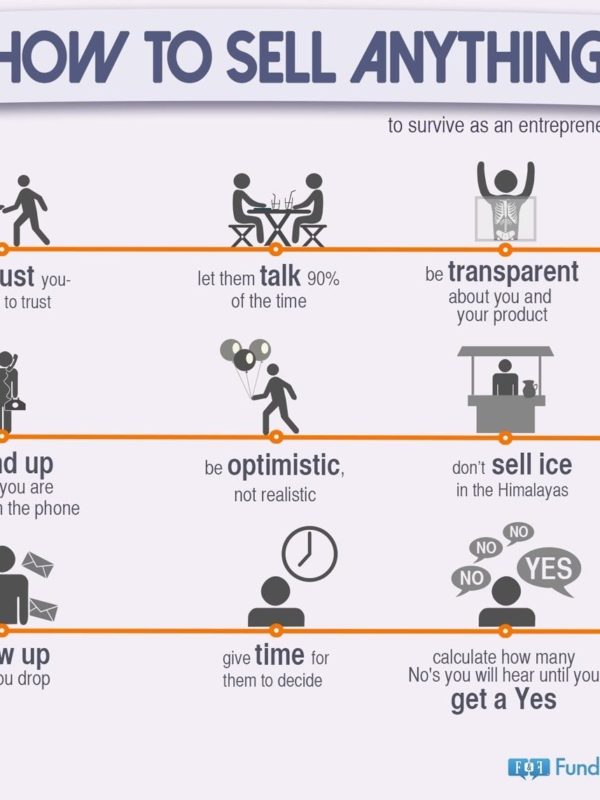 HOW TO SELL ANYTHING
to survive as an entreprene
ust you-
to trust
let them talk 90%
of the time
be transparent
about you and
your product
nd up
you are
n the phone
be optimistic,
not realistic
don't sell ice
in the Himalayas
NO
NO
NO
YES
w up
ou drop
give time for
them to decide
calculate how many
No's you will hear until you
get a Yes
F4F Fund